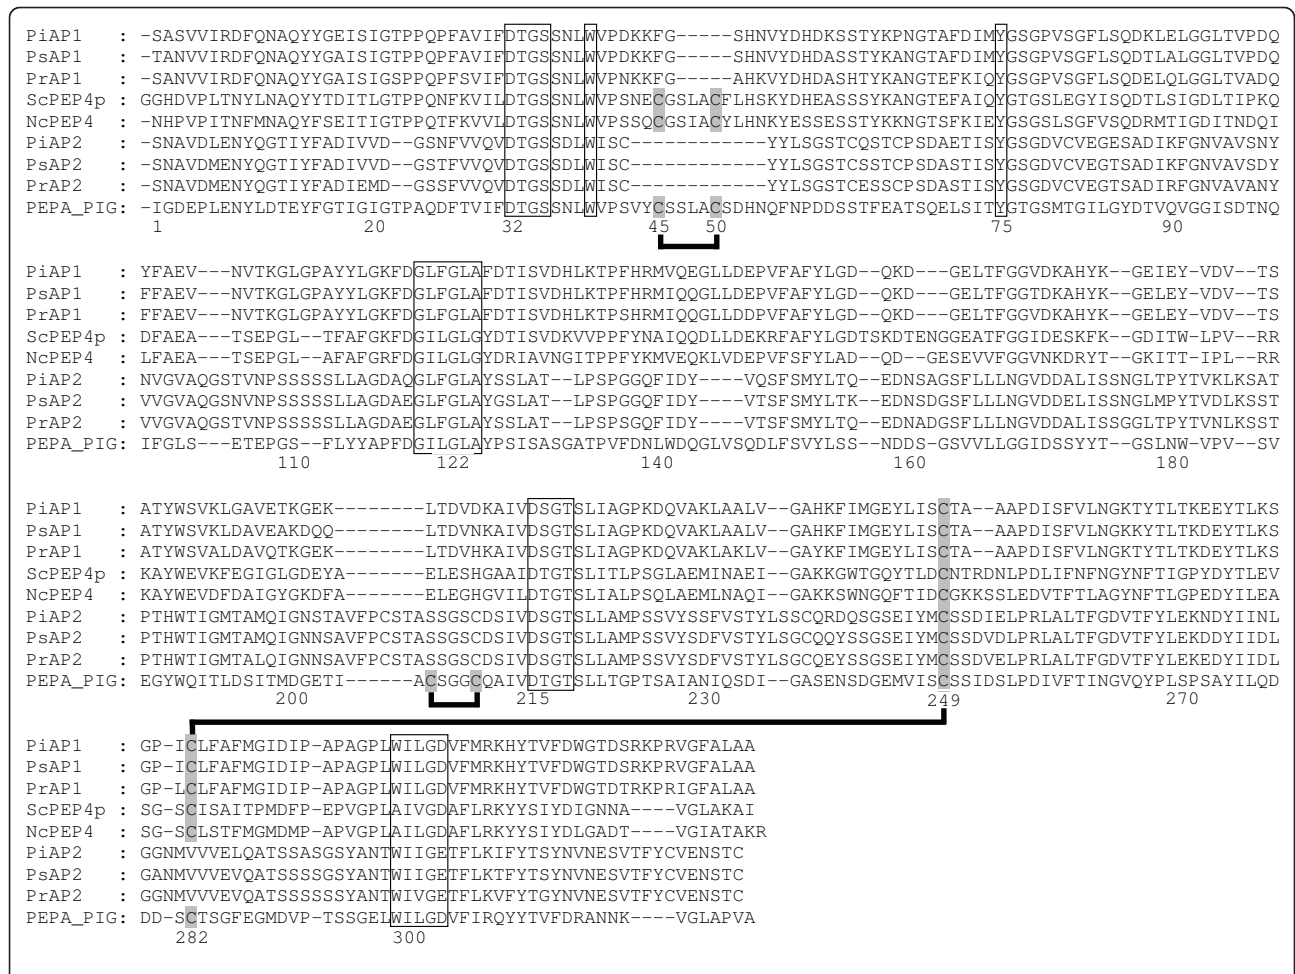 PiAP1 : -SASVVIRDFQNAQYYGEISIGTPPQPFAVIFDTGSSNLWVPDKKFG-----SHNVYDHDKSSTYKPNGTAFDIMYGSGPVSGFLSQDKLELGGLTVPDQ
PsAP1 : -TANVVIRDFQNAQYYGAISIGTPPQPFAVIFDTGSSNLWVPDKKFG-----SHNVYDHDASSTYKANGTAFDIMYGSGPVSGFLSQDTLALGGLTVPDQ
PrAP1 : -SANVVIRDFQNAQYYGAISIGSPPQPFSVIFDTGSSNLWVPNKKFG-----AHKVYDHDASHTYKANGTEFKIQYGSGPVSGFLSQDELQLGGLTVADQ
ScPEP4p : GGHDVPLTNYLNAQYYTDITLGTPPQNFKVILDTGSSNLWVPSNECGSLACFLHSKYDHEASSSYKANGTEFAIQYGTGSLEGYISQDTLSIGDLTIPKQ
NcPEP4 : -NHPVPITNFMNAQYFSEITIGTPPQTFKVVLDTGSSNLWVPSSQCGSIACYLHNKYESSESSTYKKNGTSFKIEYGSGSLSGFVSQDRMTIGDITNDQI
PiAP2 : -SNAVDLENYQGTIYFADIVVD--GSNFVVQVDTGSSDLWISC------------YYLSGSTCQSTCPSDAETISYGSGDVCVEGESADIKFGNVAVSNY
PsAP2 : -SNAVDMENYQGTIYFADIVVD--GSTFVVQVDTGSSDLWISC------------YYLSGSTCSSTCPSDASTISYGSGDVCVEGTSADIKFGNVAVSDY
PrAP2 : -SNAVDMENYQGTIYFADIEMD--GSSFVVQVDTGSSDLWISC------------YYLSGSTCESSCPSDASTISYGSGDVCVEGTSADIRFGNVAVANY
PEPA_PIG: -IGDEPLENYLDTEYFGTIGIGTPAQDFTVIFDTGSSNLWVPSVYCSSLACSDHNQFNPDDSSTFEATSQELSITYGTGSMTGILGYDTVQVGGISDTNQ
1 20 32 45 50 75 90
PiAP1 : YFAEV---NVTKGLGPAYYLGKFDGLFGLAFDTISVDHLKTPFHRMVQEGLLDEPVFAFYLGD--QKD---GELTFGGVDKAHYK--GEIEY-VDV--TS
PsAP1 : FFAEV---NVTKGLGPAYYLGKFDGLFGLAFDTISVDHLKTPFHRMIQQGLLDEPVFAFYLGD--QKD---GELTFGGTDKAHYK--GELEY-VDV--TS
PrAP1 : FFAEV---NVTKGLGPAYYLGKFDGLFGLAFDTISVDHLKTPSHRMIQQGLLDDPVFAFYLGD--QKD---GELTFGGVDKAHYK--GELEY-VDV--TS
ScPEP4p : DFAEA---TSEPGL--TFAFGKFDGILGLGYDTISVDKVVPPFYNAIQQDLLDEKRFAFYLGDTSKDTENGGEATFGGIDESKFK--GDITW-LPV--RR
NcPEP4 : LFAEA---TSEPGL--AFAFGRFDGILGLGYDRIAVNGITPPFYKMVEQKLVDEPVFSFYLAD--QD--GESEVVFGGVNKDRYT--GKITT-IPL--RR
PiAP2 : NVGVAQGSTVNPSSSSSLLAGDAQGLFGLAYSSLAT--LPSPGGQFIDY----VQSFSMYLTQ--EDNSAGSFLLLNGVDDALISSNGLTPYTVKLKSAT
PsAP2 : VVGVAQGSNVNPSSSSSLLAGDAEGLFGLAYGSLAT--LPSPGGQFIDY----VTSFSMYLTK--EDNSDGSFLLLNGVDDELISSNGLMPYTVDLKSST
PrAP2 : VVGVAQGSTVNPSSSSSLLAGDAEGLFGLAYSSLAT--LPSPSGQFIDY----VTSFSMYLTQ--EDNADGSFLLLNGVDDALISSGGLTPYTVNLKSST
PEPA_PIG: IFGLS---ETEPGS--FLYYAPFDGILGLAYPSISASGATPVFDNLWDQGLVSQDLFSVYLSS--NDDS-GSVVLLGGIDSSYYT--GSLNW-VPV--SV
110 122 140 160 180
PiAP1 : ATYWSVKLGAVETKGEK--------LTDVDKAIVDSGTSLIAGPKDQVAKLAALV--GAHKFIMGEYLISCTA--AAPDISFVLNGKTYTLTKEEYTLKS
PsAP1 : ATYWSVKLDAVEAKDQQ--------LTDVNKAIVDSGTSLIAGPKDQVAKLAALV--GAHKFIMGEYLISCTA--AAPDISFVLNGKKYTLTKDEYTLKS
PrAP1 : ATYWSVALDAVQTKGEK--------LTDVHKAIVDSGTSLIAGPKDQVAKLAKLV--GAYKFIMGEYLISCTA--AAPDISFVLNGKTYTLTKDEYTLKS
ScPEP4p : KAYWEVKFEGIGLGDEYA-------ELESHGAAIDTGTSLITLPSGLAEMINAEI--GAKKGWTGQYTLDCNTRDNLPDLIFNFNGYNFTIGPYDYTLEV
NcPEP4 : KAYWEVDFDAIGYGKDFA-------ELEGHGVILDTGTSLIALPSQLAEMLNAQI--GAKKSWNGQFTIDCGKKSSLEDVTFTLAGYNFTLGPEDYILEA
PiAP2 : PTHWTIGMTAMQIGNSTAVFPCSTASSGSCDSIVDSGTSLLAMPSSVYSSFVSTYLSSCQRDQSGSEIYMCSSDIELPRLALTFGDVTFYLEKNDYIINL
PsAP2 : PTHWTIGMTAMQIGNNSAVFPCSTASSGSCDSIVDSGTSLLAMPSSVYSDFVSTYLSGCQQYSSGSEIYMCSSDVDLPRLALTFGDVTFYLEKDDYIIDL
PrAP2 : PTHWTIGMTALQIGNNSAVFPCSTASSGSCDSIVDSGTSLLAMPSSVYSDFVSTYLSGCQEYSSGSEIYMCSSDVELPRLALTFGDVTFYLEKEDYIIDL
PEPA_PIG: EGYWQITLDSITMDGETI------ACSGGCQAIVDTGTSLLTGPTSAIANIQSDI--GASENSDGEMVISCSSIDSLPDIVFTINGVQYPLSPSAYILQD
200 215 230 249 270
PiAP1 : GP-ICLFAFMGIDIP-APAGPLWILGDVFMRKHYTVFDWGTDSRKPRVGFALAA
PsAP1 : GP-ICLFAFMGIDIP-APAGPLWILGDVFMRKHYTVFDWGTDSRKPRVGFALAA
PrAP1 : GP-LCLFAFMGIDIP-APAGPLWILGDVFMRKHYTVFDWGTDTRKPRIGFALAA
ScPEP4p : SG-SCISAITPMDFP-EPVGPLAIVGDAFLRKYYSIYDIGNNA----VGLAKAI
NcPEP4 : SG-SCLSTFMGMDMP-APVGPLAILGDAFLRKYYSIYDLGADT----VGIATAKR
PiAP2 : GGNMVVVELQATSSASGSYANTWIIGETFLKIFYTSYNVNESVTFYCVENSTC
PsAP2 : GANMVVVEVQATSSSSGSYANTWIIGETFLKTFYTSYNVNESVTFYCVENSTC
PrAP2 : GGNMVVVEVQATSSSSSSYANTWIVGETFLKVFYTGYNVNESVTFYCVENSTC
PEPA_PIG: DD-SCTSGFEGMDVP-TSSGELWILGDVFIRQYYTVFDRANNK----VGLAPVA
282 300